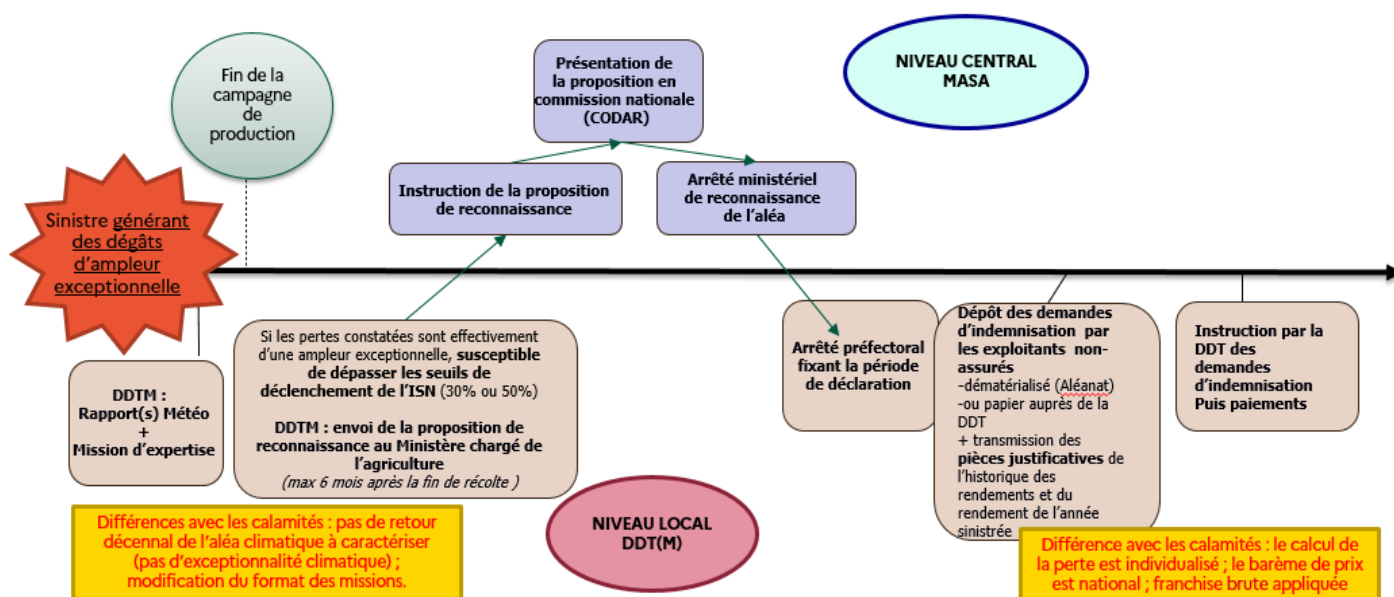 Fin de la
campagne
de
production
Présentation de
la proposition en
commission nationale
(CODAR)
NIVEAU CENTRAL
MASA
Instruction de la proposition
de reconnaissance
Arrêté ministériel
de reconnaissance
de l'aléa
Sinistre générant
des dégâts
d'ampleur
exceptionnelle
DDTM :
Rapport(s) Météo
+
Mission d'expertise
Si les pertes constatées sont effectivement
d'une ampleur exceptionnelle, susceptible
de dépasser les seuils de
déclenchement de l'ISN (30% ou 50%)
DDTM : envoi de la proposition de
reconnaissance au Ministère chargé de
l'agriculture
(max 6 mois après la fin de récolte )
Arrêté préfectoral
fixant la période
de déclaration
Dépôt des demandes
d'indemnisation par
les exploitants non-
assurés
-dématérialisé (Aléanat)
-ou papier auprès de la
DDT
+ transmission des
pièces justificatives de
l'historique des
rendements et du
rendement de l'année
sinistrée
Instruction par la
DDT des
demandes
d'indemnisation
Puis paiements
Différences avec les calamités : pas de retour
décennal de l'aléa climatique à caractériser
(pas d'exceptionnalité climatique) ;
modification du format des missions.
NIVEAU LOCAL
DDT(M)
Différence avec les calamités : le calcul de
la perte est individualisé ; le barème de prix
est national ; franchise brute appliquée